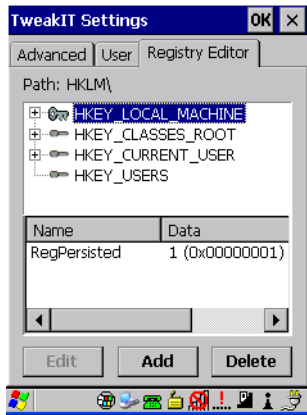 TweakIT Settings OK ×
Advanced User Registry Editor
Path: HKLM\
HKEY_LOCAL_MACHINE
HKEY_CLASSES_ROOT
HKEY_CURRENT_USER
HKEY_USERS
Name Data
RegPersisted 1 (0x00000001)
Edit Add Delete